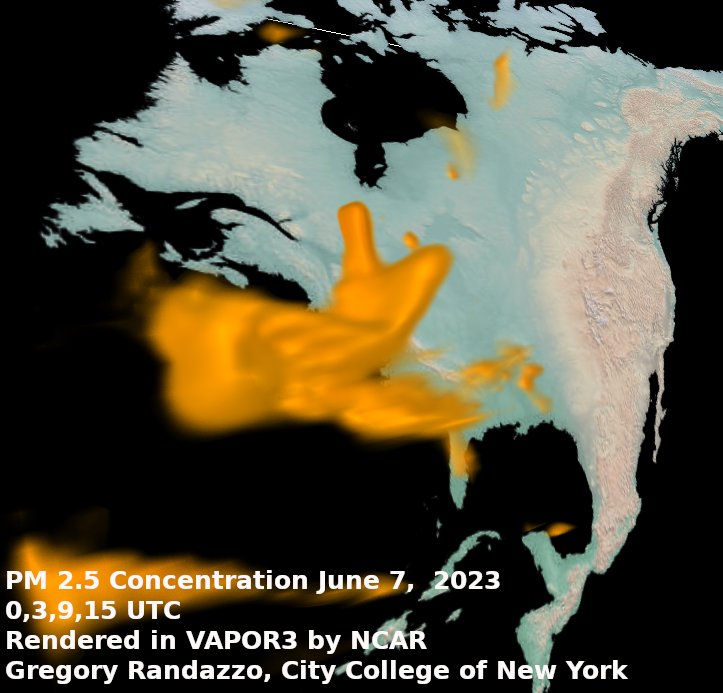 PM 2.5 Concentration June 7,  2023
0,3,9,15 UTC
Rendered in VAPOR3 by NCAR
Gregory Randazzo, City College of New York